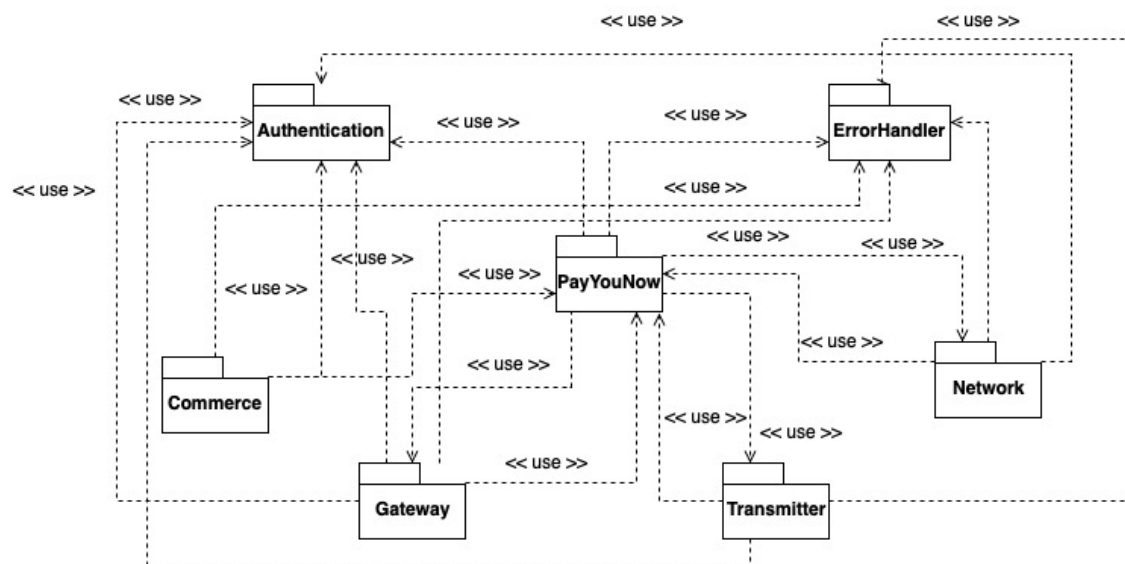 << use >>
<< use >>
<< use >>
<< use >>
<< use >>
Authentication
ErrorHandler
<< use >>
<< use >>
<< use >>
<< use >>
<< use >>
<< use >>
PayYouNow
<< use >>
<< use >>
<< use >>
<< use >>
Network
Commerce
<< use >>
<< use >>
<< use >>
Gateway
Transmitter